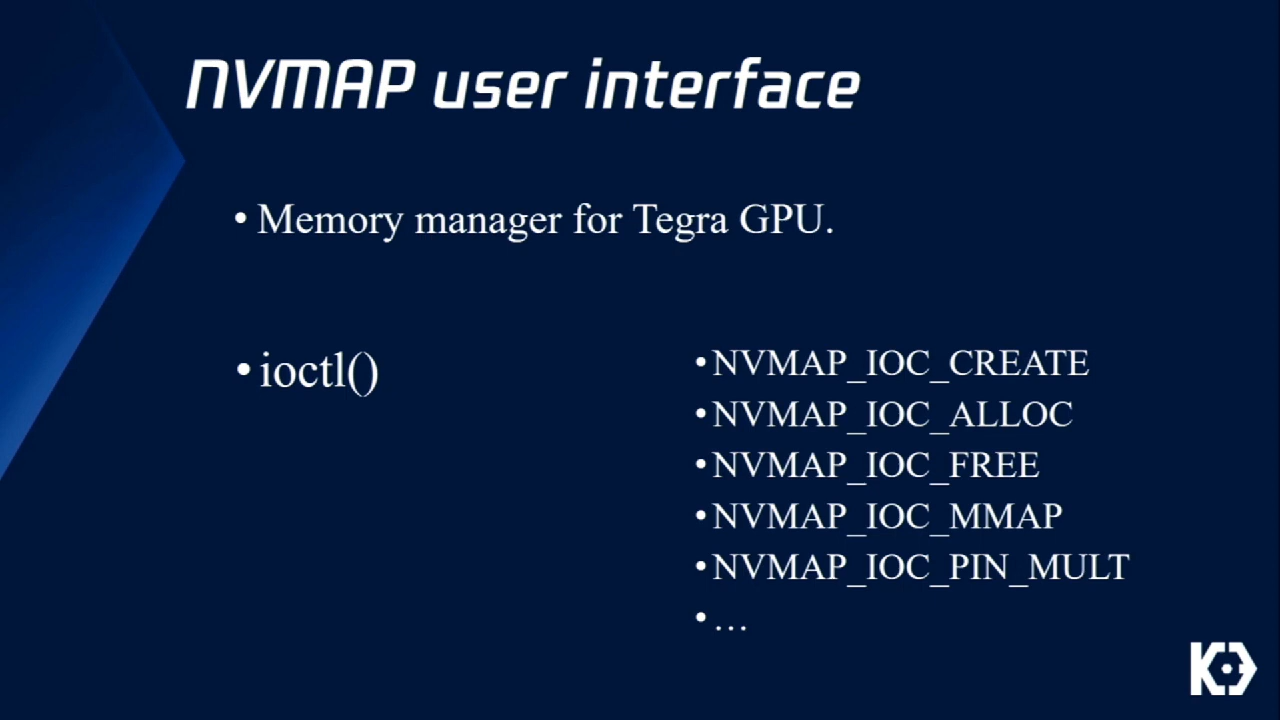 NVMAP user interface
• Memory manager for Tegra GPU.
• ioctl()
• NVMAP_IOC_CREATE
• NVMAP_IOC_ALLOC
• NVMAP_IOC_FREE
• NVMAP_IOC_MMAP
• NVMAP_IOC_PIN_MULT
• …